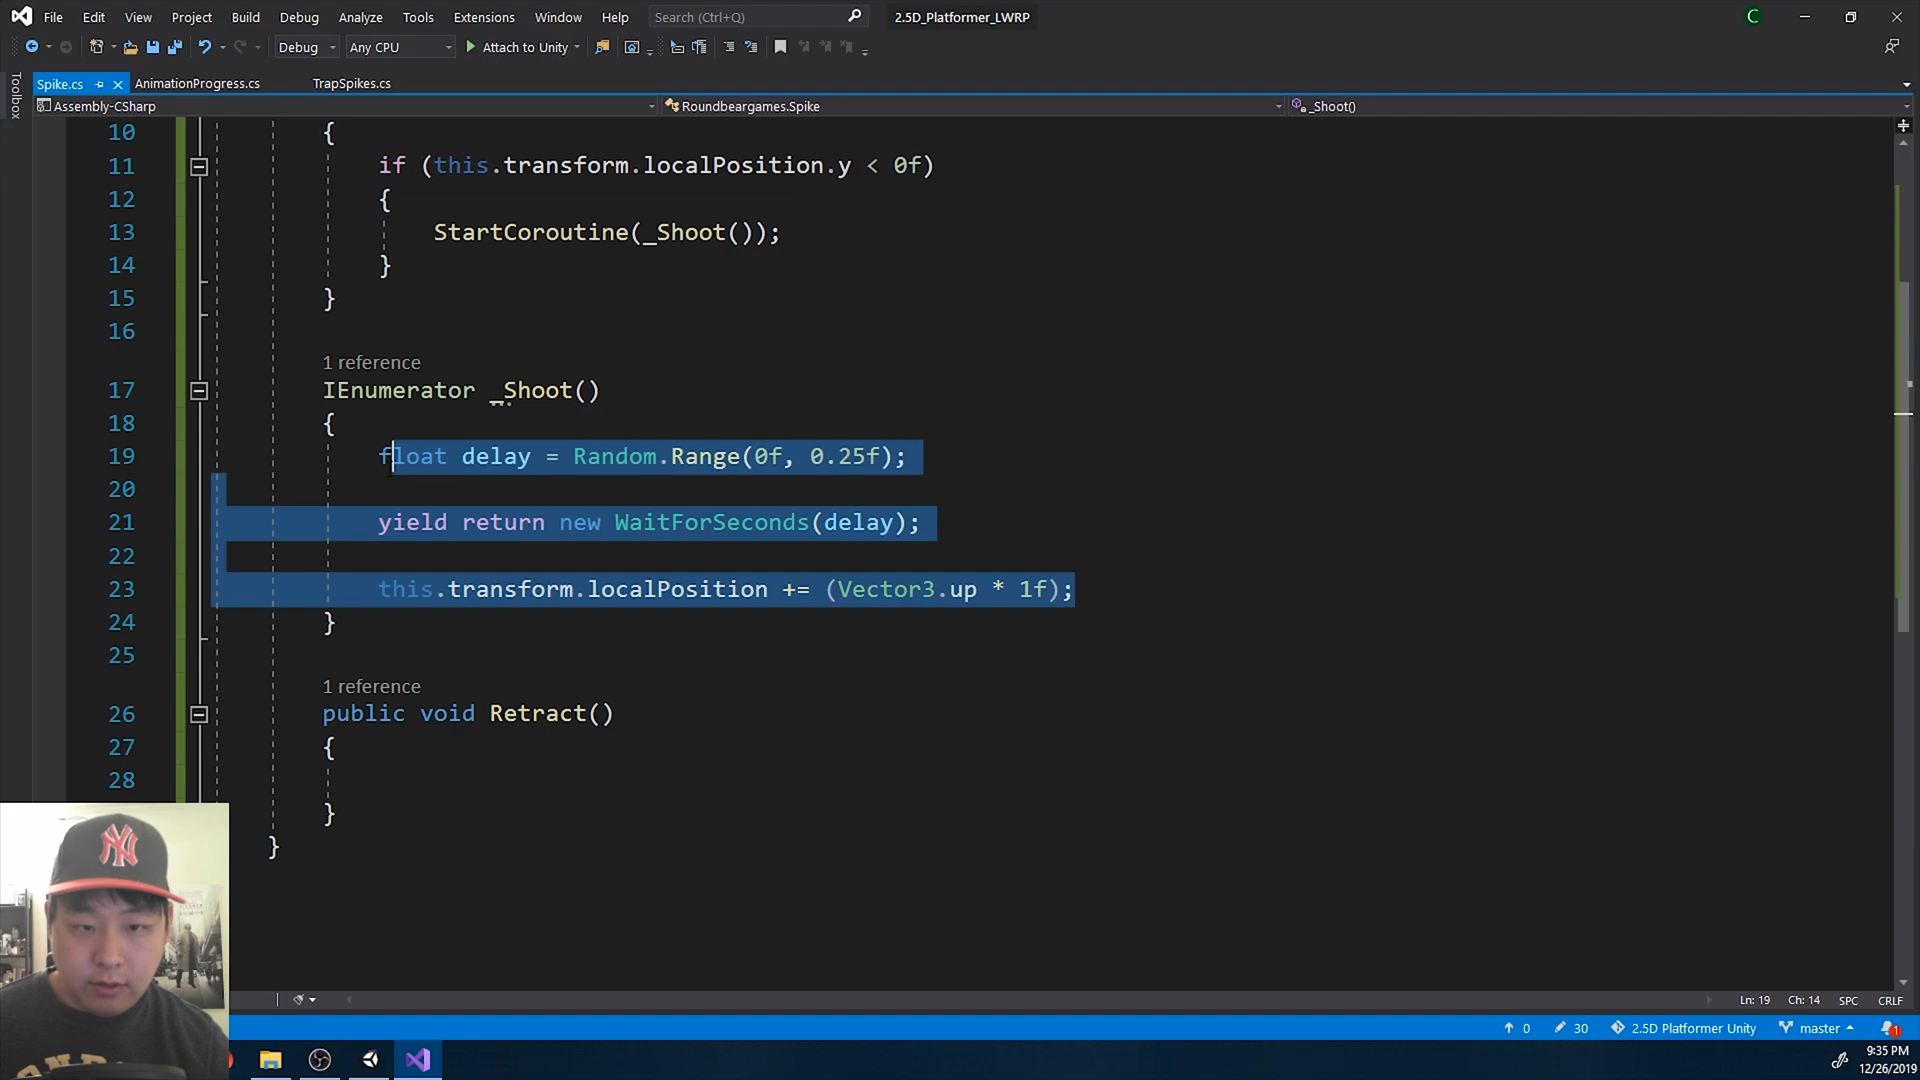 File Edit View Project Build Debug Analyze Tools Extensions Window Help Search (Ctrl+Q) 2.5D_Platformer_LWRP C
Debug Any CPU Attach to Unity
Toolbox
Spike.cs AnimationProgress.cs TrapSpikes.cs
Assembly-CSharp Roundbeargames.Spike _Shoot()
10 {
11 if (this.transform.localPosition.y < 0f)
12 {
13 StartCoroutine(_Shoot());
14 }
15 }
16
1 reference
17 IEnumerator _Shoot()
18 {
19 float delay = Random.Range(0f, 0.25f);
20
21 yield return new WaitForSeconds(delay);
22
23 this.transform.localPosition += (Vector3.up * 1f);
24 }
25
1 reference
26 public void Retract()
27 {
28
}
}
NY
Ln: 19 Ch: 14 SPC CRLF
0 30 2.5D Platformer Unity master 1
9:35 PM
12/26/2019